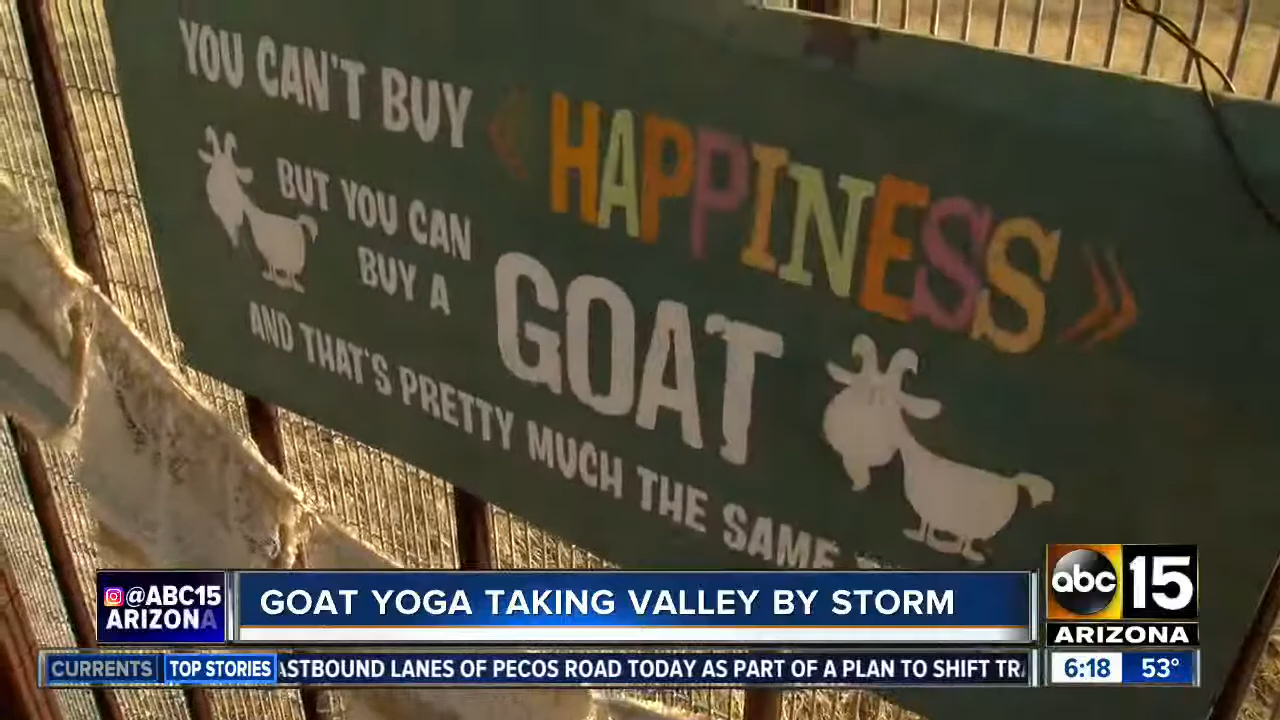 YOU CAN'T BUY « HAPPINESS »
BUT YOU CAN
BUY A GOAT
AND THAT'S PRETTY MUCH THE SAME
@ABC15
ARIZONA
GOAT YOGA TAKING VALLEY BY STORM
abc 15
ARIZONA
CURRENTS TOP STORIES ASTBOUND LANES OF PECOS ROAD TODAY AS PART OF A PLAN TO SHIFT TRA
6:18 53°